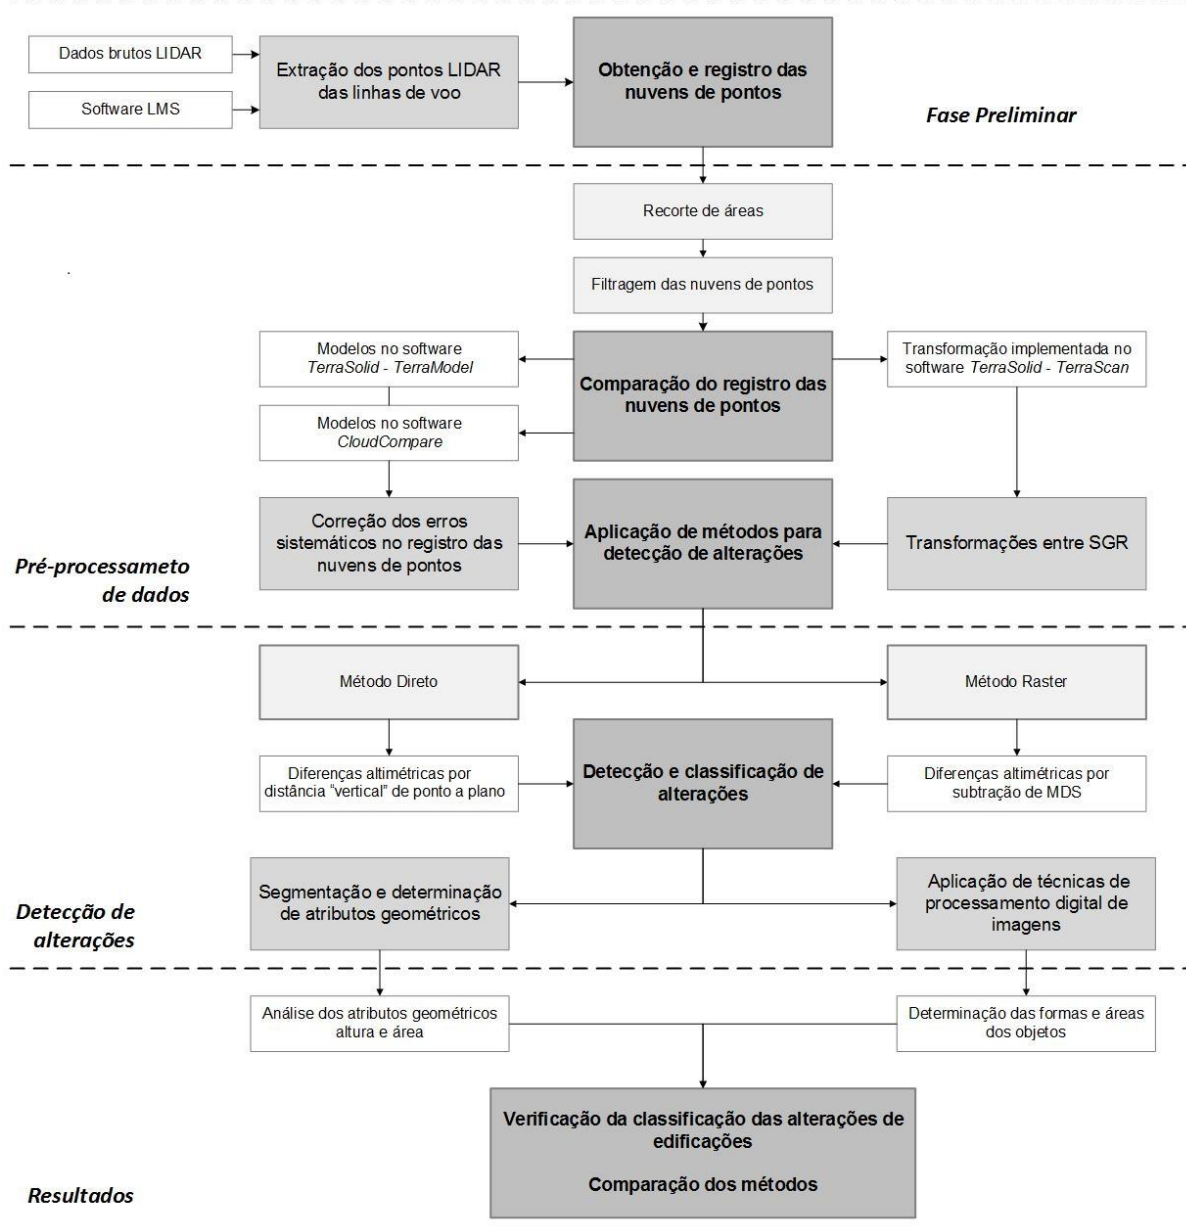 Dados brutos LIDAR
Software LMS
Extração dos pontos LIDAR
das linhas de voo
Obtenção e registro das
nuvens de pontos
Fase Preliminar
Recorte de áreas
Filtragem das nuvens de pontos
Modelos no software
TerraSolid - TerraModel
Modelos no software
CloudCompare
Comparação do registro das
nuvens de pontos
Transformação implementada no
software TerraSolid - TerraScan
Correção dos erros
sistemáticos no registro das
nuvens de pontos
Aplicação de métodos para
detecção de alterações
Transformações entre SGR
Pré-processameto
de dados
Método Direto
Método Raster
Diferenças altimétricas por
distância “vertical” de ponto a plano
Detecção e classificação de
alterações
Diferenças altimétricas por
subtração de MDS
Segmentação e determinação
de atributos geométricos
Aplicação de técnicas de
processamento digital de
imagens
Detecção de
alterações
Análise dos atributos geométricos
altura e área
Determinação das formas e áreas
dos objetos
Verificação da classificação das alterações de
edificações
Comparação dos métodos
Resultados